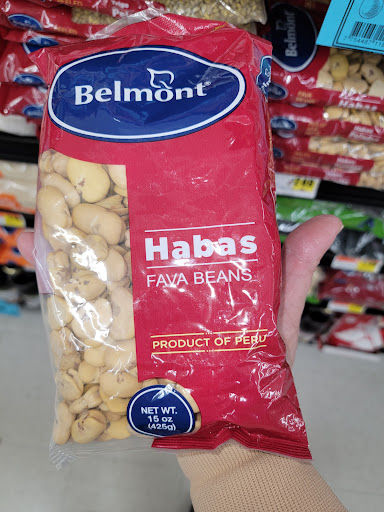 Belmont
Habas
FAVA BEANS
PRODUCT OF PERU
NET WT.
15 oz
(425g)